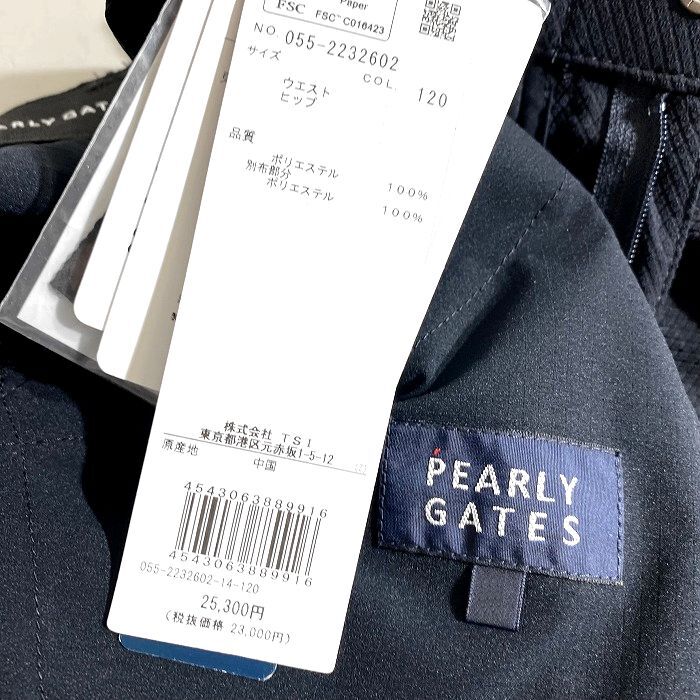 Paper
FSC
FSC™ C016423
NO. 055-2232602
サイズ
COL. 120
ウエスト
ヒップ
品質
ポリエステル 100%
別布部分
ポリエステル 100%
株式会社 TSI
東京都港区元赤坂1-5-12
原産地 中国
4543063889916
4543063889916
055-2232602-14-120
25,300円
(税抜価格 23,000円)
PEARLY GATES
PEARLY
GATES